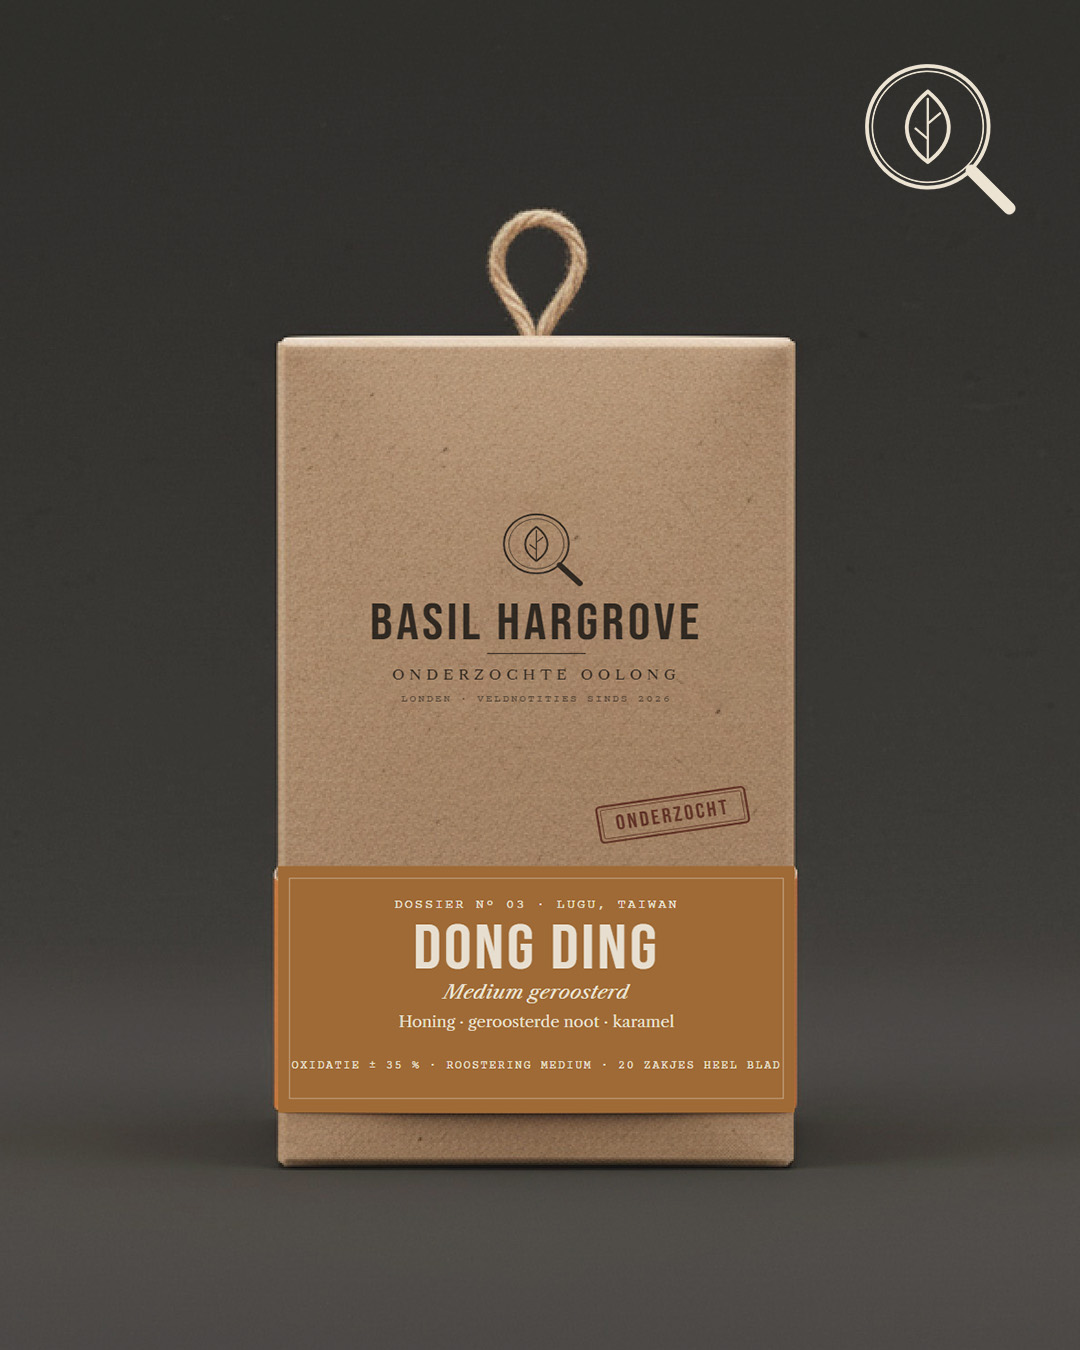 BASIL HARGROVE
ONDERZOCHTE OOLONG
LONDEN · VELDNOTITIES SINDS 2026
ONDERZOCHT
DOSSIER Nº 03 · LUGU, TAIWAN
DONG DING
Medium geroosterd
Honing · geroosterde noot · karamel
OXIDATIE ± 35 % · ROOSTERING MEDIUM · 20 ZAKJES HEEL BLAD